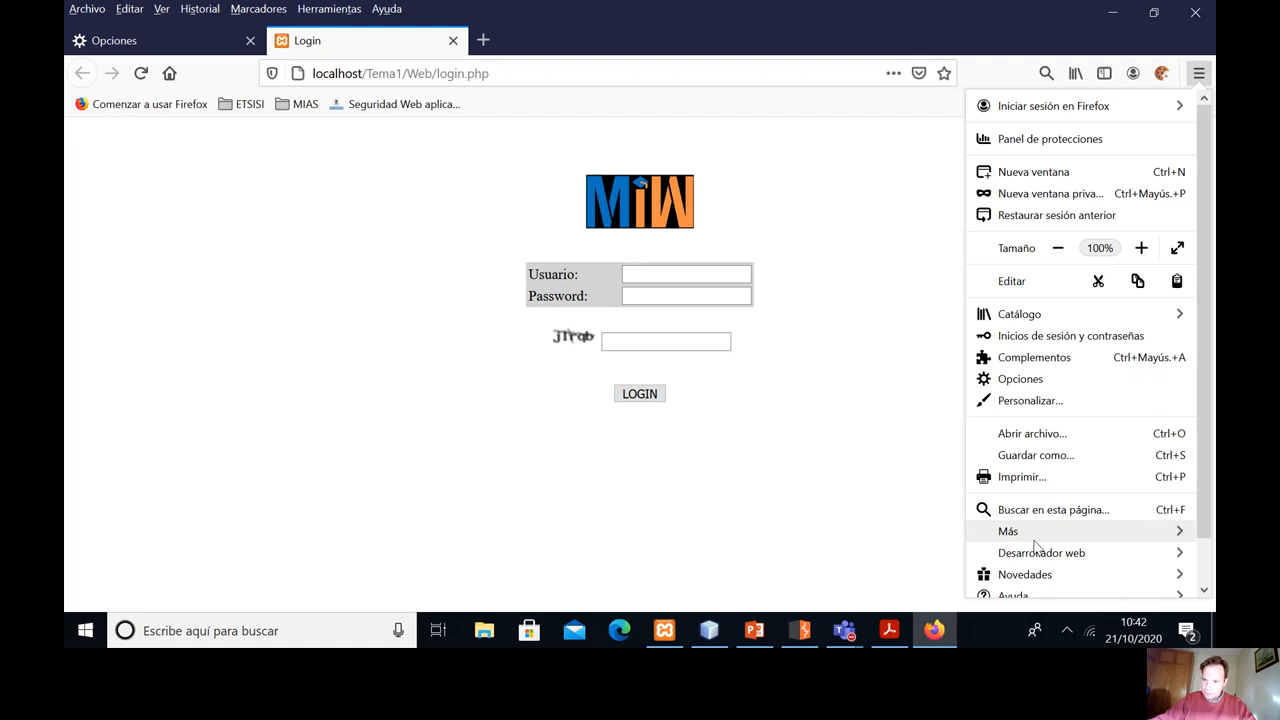 Archivo Editar Ver Historial Marcadores Herramientas Ayuda
Opciones
Login
localhost/Tema1/Web/login.php
Comenzar a usar Firefox ETSISI MIAS Seguridad Web aplica...
MiW
Usuario:
Password:
LOGIN
Iniciar sesión en Firefox
Panel de protecciones
Nueva ventana Ctrl+N
Nueva ventana priva... Ctrl+Mayús.+P
Restaurar sesión anterior
Tamaño 100%
Editar
Catálogo
Inicios de sesión y contraseñas
Complementos Ctrl+Mayús.+A
Opciones
Personalizar...
Abrir archivo... Ctrl+O
Guardar como... Ctrl+S
Imprimir... Ctrl+P
Buscar en esta página... Ctrl+F
Más
Desarrollador web
Novedades
Ayuda
Escribe aquí para buscar
10:42
21/10/2020
2